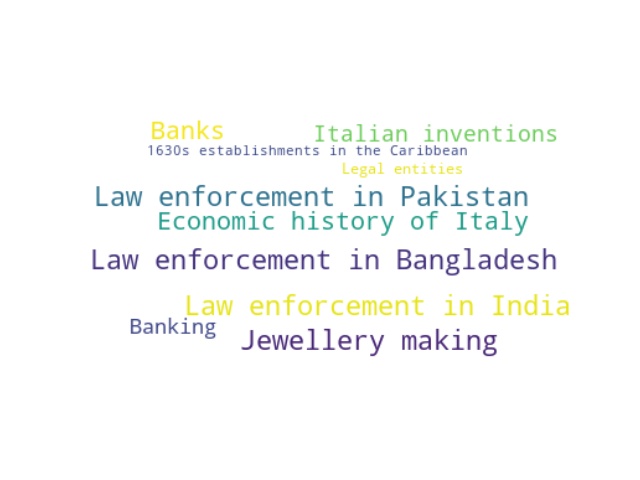 Banks
Italian inventions
1630s establishments in the Caribbean
Legal entities
Law enforcement in Pakistan
Economic history of Italy
Law enforcement in Bangladesh
Law enforcement in India
Banking
Jewellery making